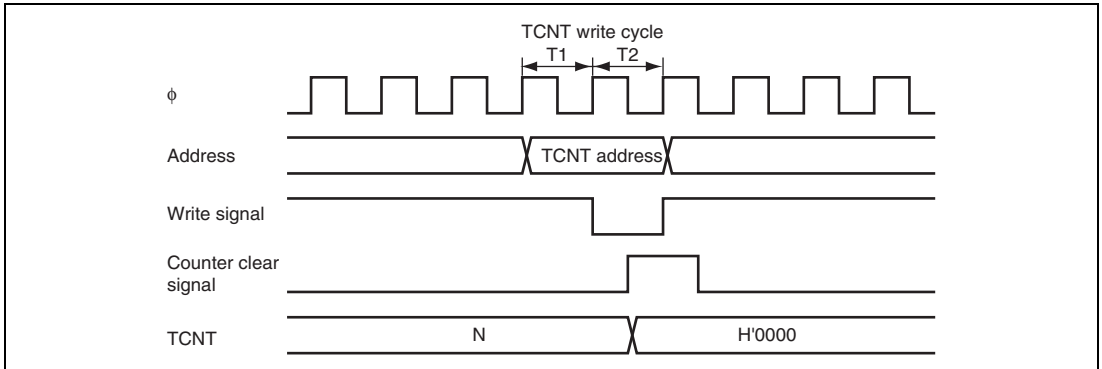 TCNT write cycle
T1 T2
φ
Address
TCNT address
Write signal
Counter clear
signal
TCNT
N
H'0000